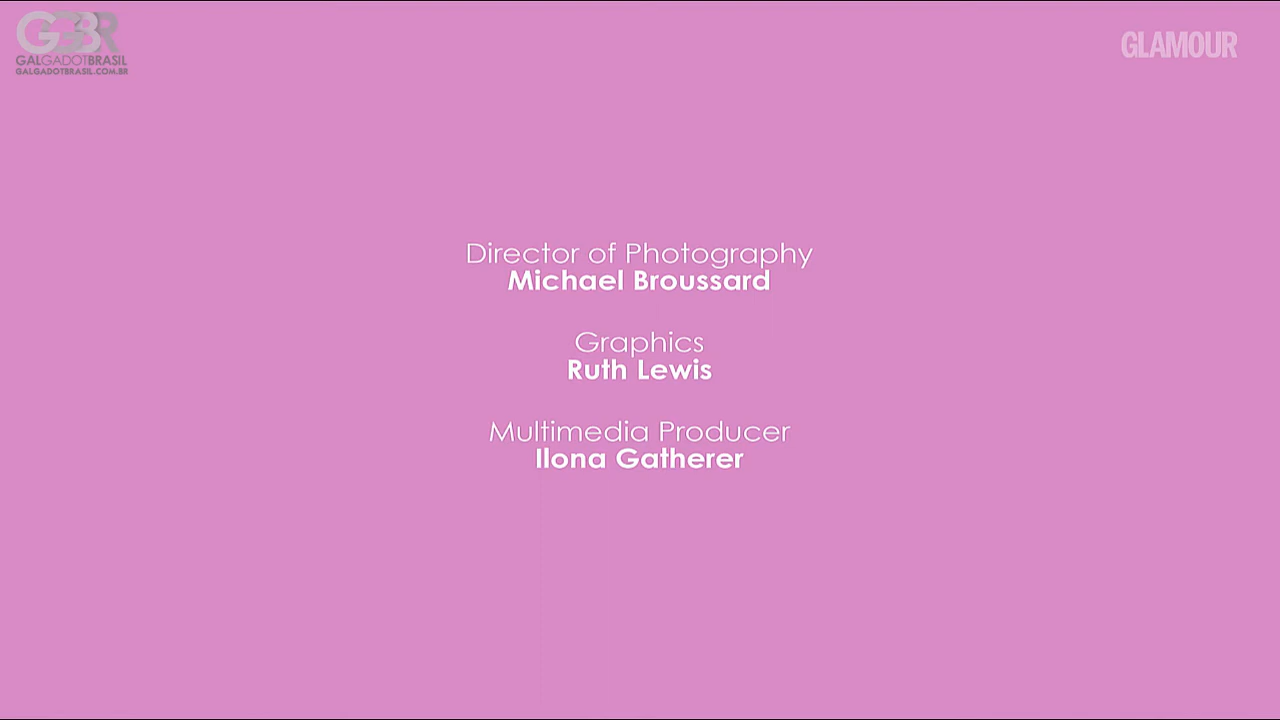 GGBR
GALGADOTBRASIL
GALGADOTBRASIL.COM.BR
GLAMOUR
Director of Photography
Michael Broussard
Graphics
Ruth Lewis
Multimedia Producer
Ilona Gatherer